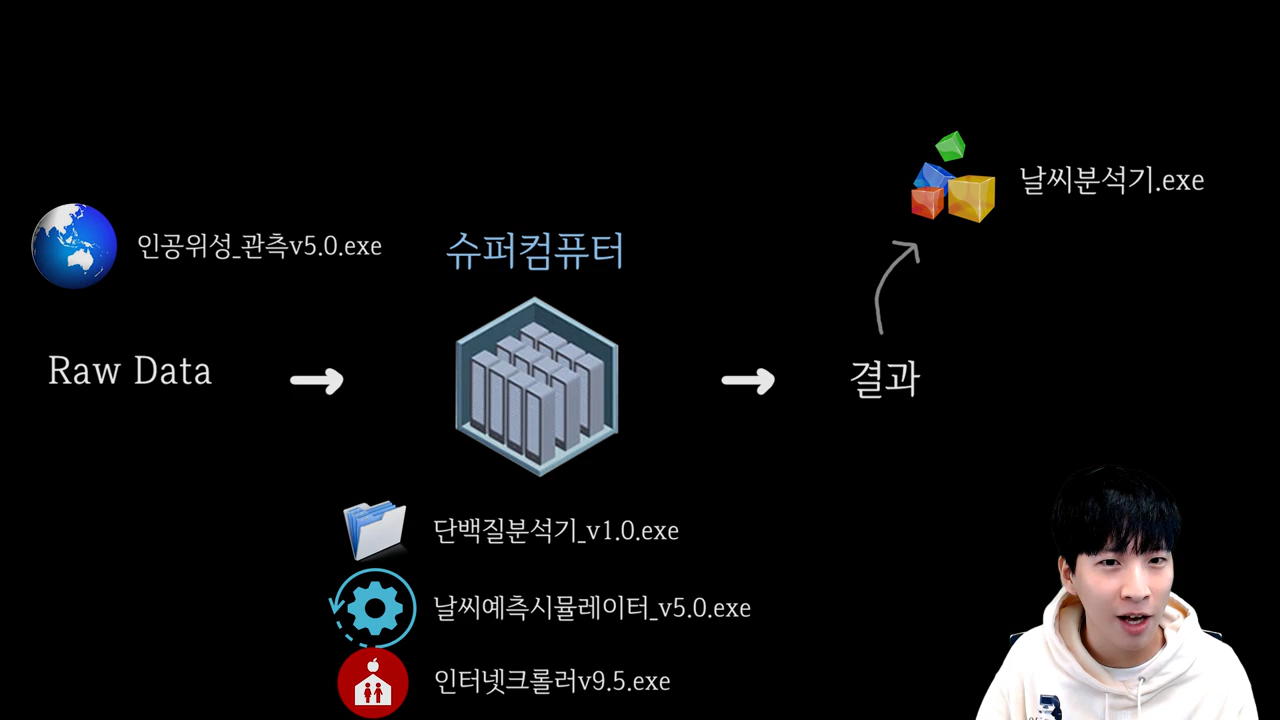 날씨분석기.exe
인공위성_관측v5.0.exe
슈퍼컴퓨터
Raw Data
결과
단백질분석기_v1.0.exe
날씨예측시뮬레이터_v5.0.exe
인터넷크롤러v9.5.exe